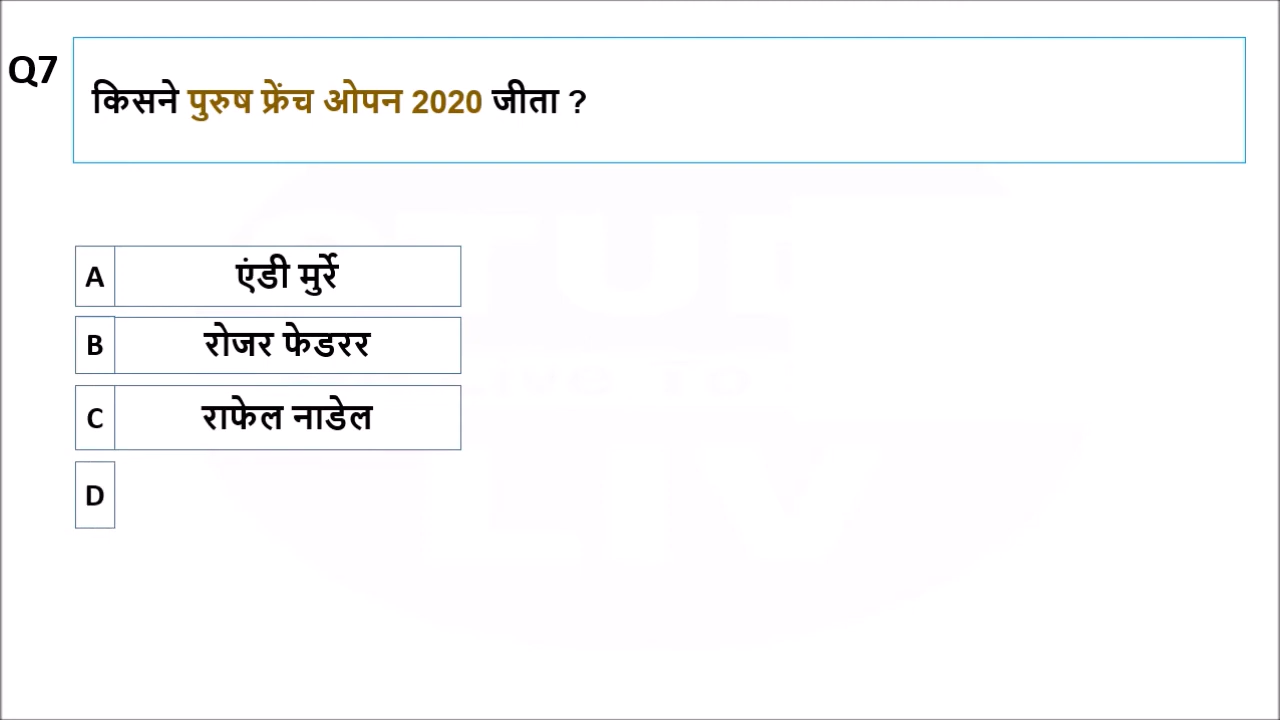 Q7
किसने पुरुष फ्रेंच ओपन 2020 जीता ?
A एंडी मुर्रे
B रोजर फेडरर
C राफेल नाडेल
D